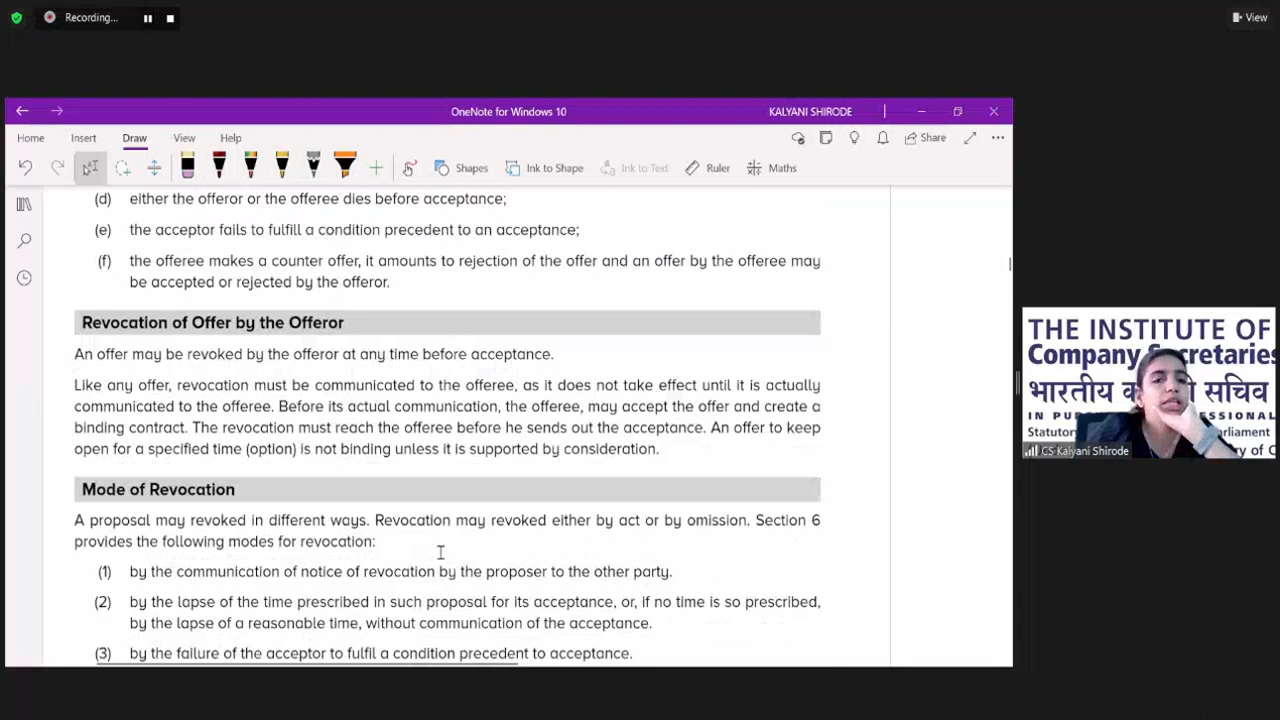 Recording...
View
OneNote for Windows 10
KALYANI SHIRODE
Home
Insert
Draw
View
Help
Share
Shapes
Ink to Shape
Ink to Text
Ruler
Maths
(d) either the offeror or the offeree dies before acceptance;
(e) the acceptor fails to fulfill a condition precedent to an acceptance;
(f) the offeree makes a counter offer, it amounts to rejection of the offer and an offer by the offeree may
be accepted or rejected by the offeror.
Revocation of Offer by the Offeror
An offer may be revoked by the offeror at any time before acceptance.
Like any offer, revocation must be communicated to the offeree, as it does not take effect until it is actually
communicated to the offeree. Before its actual communication, the offeree, may accept the offer and create a
binding contract. The revocation must reach the offeree before he sends out the acceptance. An offer to keep
open for a specified time (option) is not binding unless it is supported by consideration.
Mode of Revocation
A proposal may revoked in different ways. Revocation may revoked either by act or by omission. Section 6
provides the following modes for revocation:
(1) by the communication of notice of revocation by the proposer to the other party.
(2) by the lapse of the time prescribed in such proposal for its acceptance, or, if no time is so prescribed,
by the lapse of a reasonable time, without communication of the acceptance.
(3) by the failure of the acceptor to fulfil a condition precedent to acceptance.
THE INSTITUTE OF
Company Secretaries
भारतीय सचिव
IN PU
Statutory
CS Kalyani Shirode